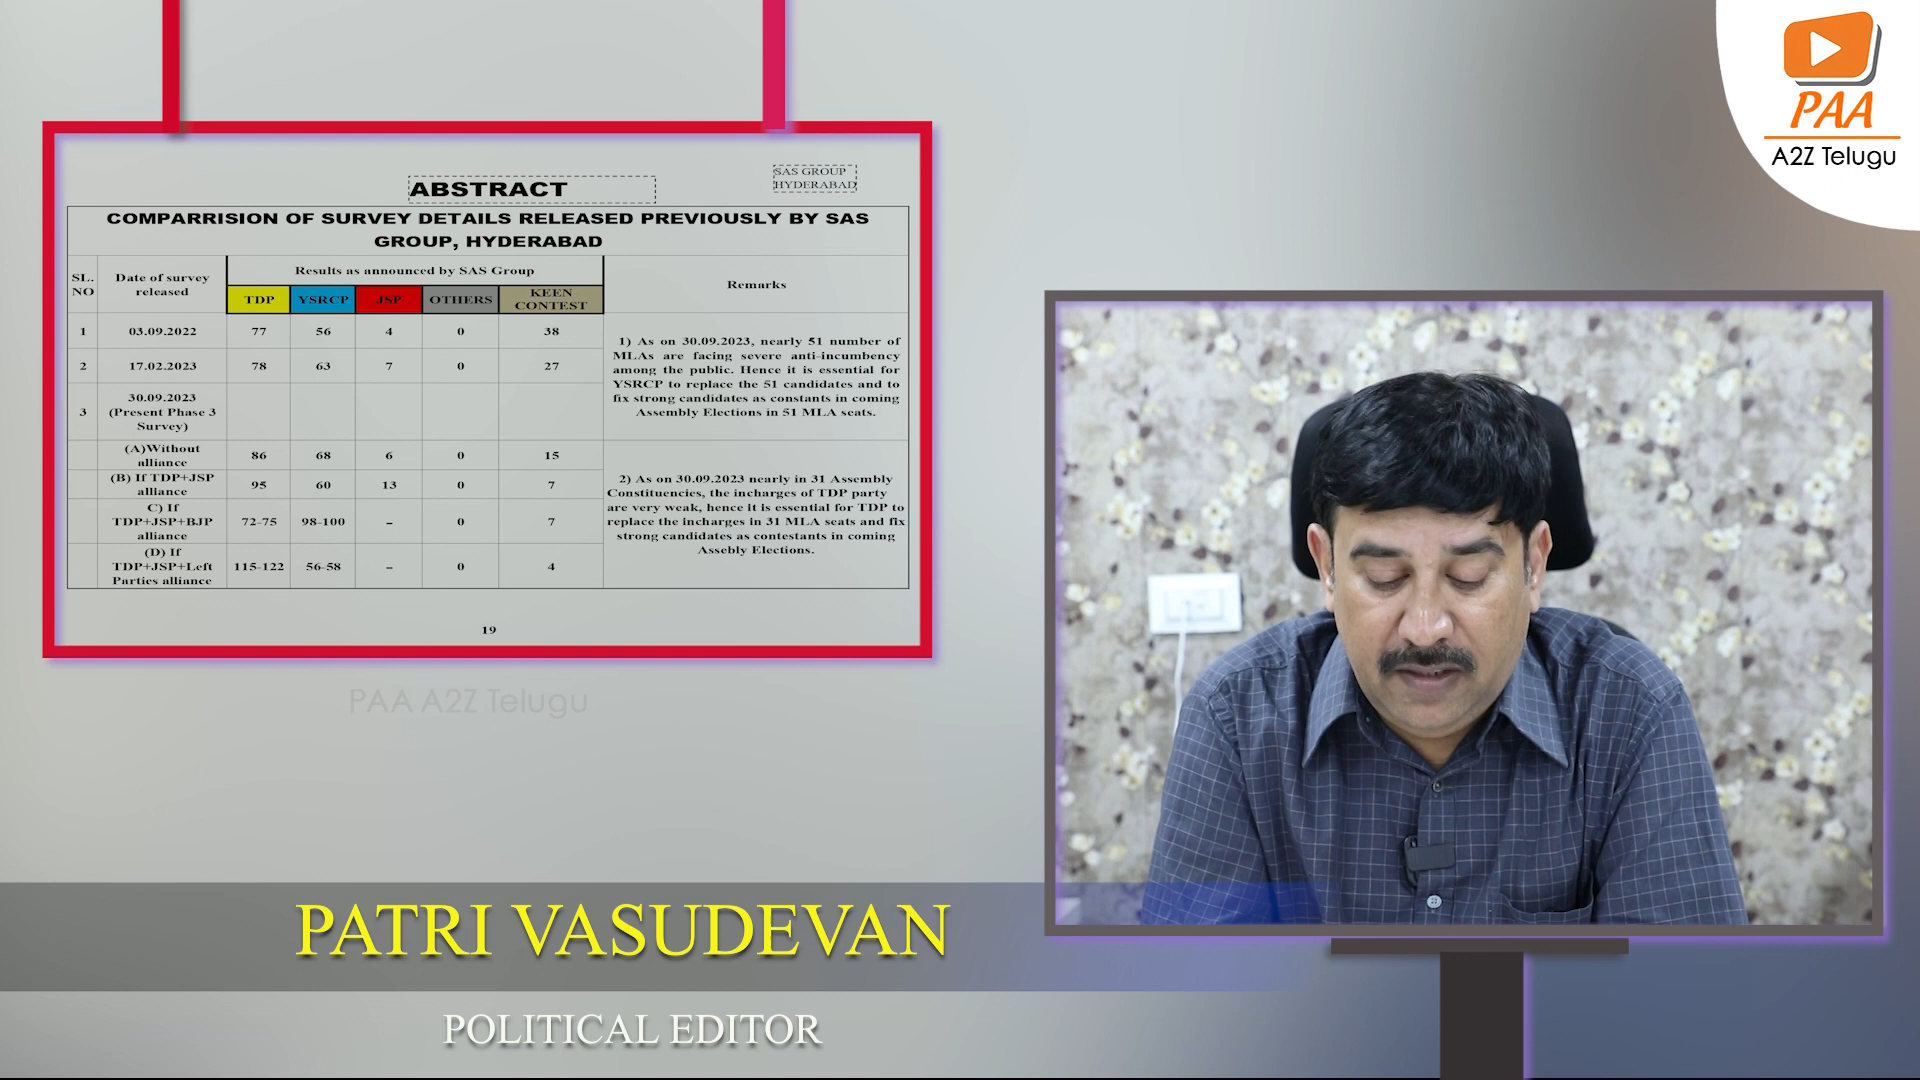 PAA
A2Z Telugu
SAS GROUP
HYDERABAD
ABSTRACT
COMPARRISION OF SURVEY DETAILS RELEASED PREVIOUSLY BY SAS
GROUP, HYDERABAD
SL. NO
Date of survey released
Results as announced by SAS Group
Remarks
TDP YSRCP JSP OTHERS KEEN CONTEST
1 03.09.2022 77 56 4 0 38
2 17.02.2023 78 63 7 0 27
3 30.09.2023 (Present Phase 3 Survey)
(A)Without alliance 86 68 6 0 15
(B) If TDP+JSP alliance 95 60 13 0 7
C) If TDP+JSP+BJP alliance 72-75 98-100 – 0 7
(D) If TDP+JSP+Left Parties alliance 115-122 56-58 – 0 4
1) As on 30.09.2023, nearly 51 number of
MLAs are facing severe anti-incumbency
among the public. Hence it is essential for
YSRCP to replace the 51 candidates and to
fix strong candidates as constants in coming
Assembly Elections in 51 MLA seats.
2) As on 30.09.2023 nearly in 31 Assembly
Constituencies, the incharges of TDP party
are very weak, hence it is essential for TDP to
replace the incharges in 31 MLA seats and fix
strong candidates as contestants in coming
Assebly Elections.
19
PAA A2Z Telugu
PATRI VASUDEVAN
POLITICAL EDITOR